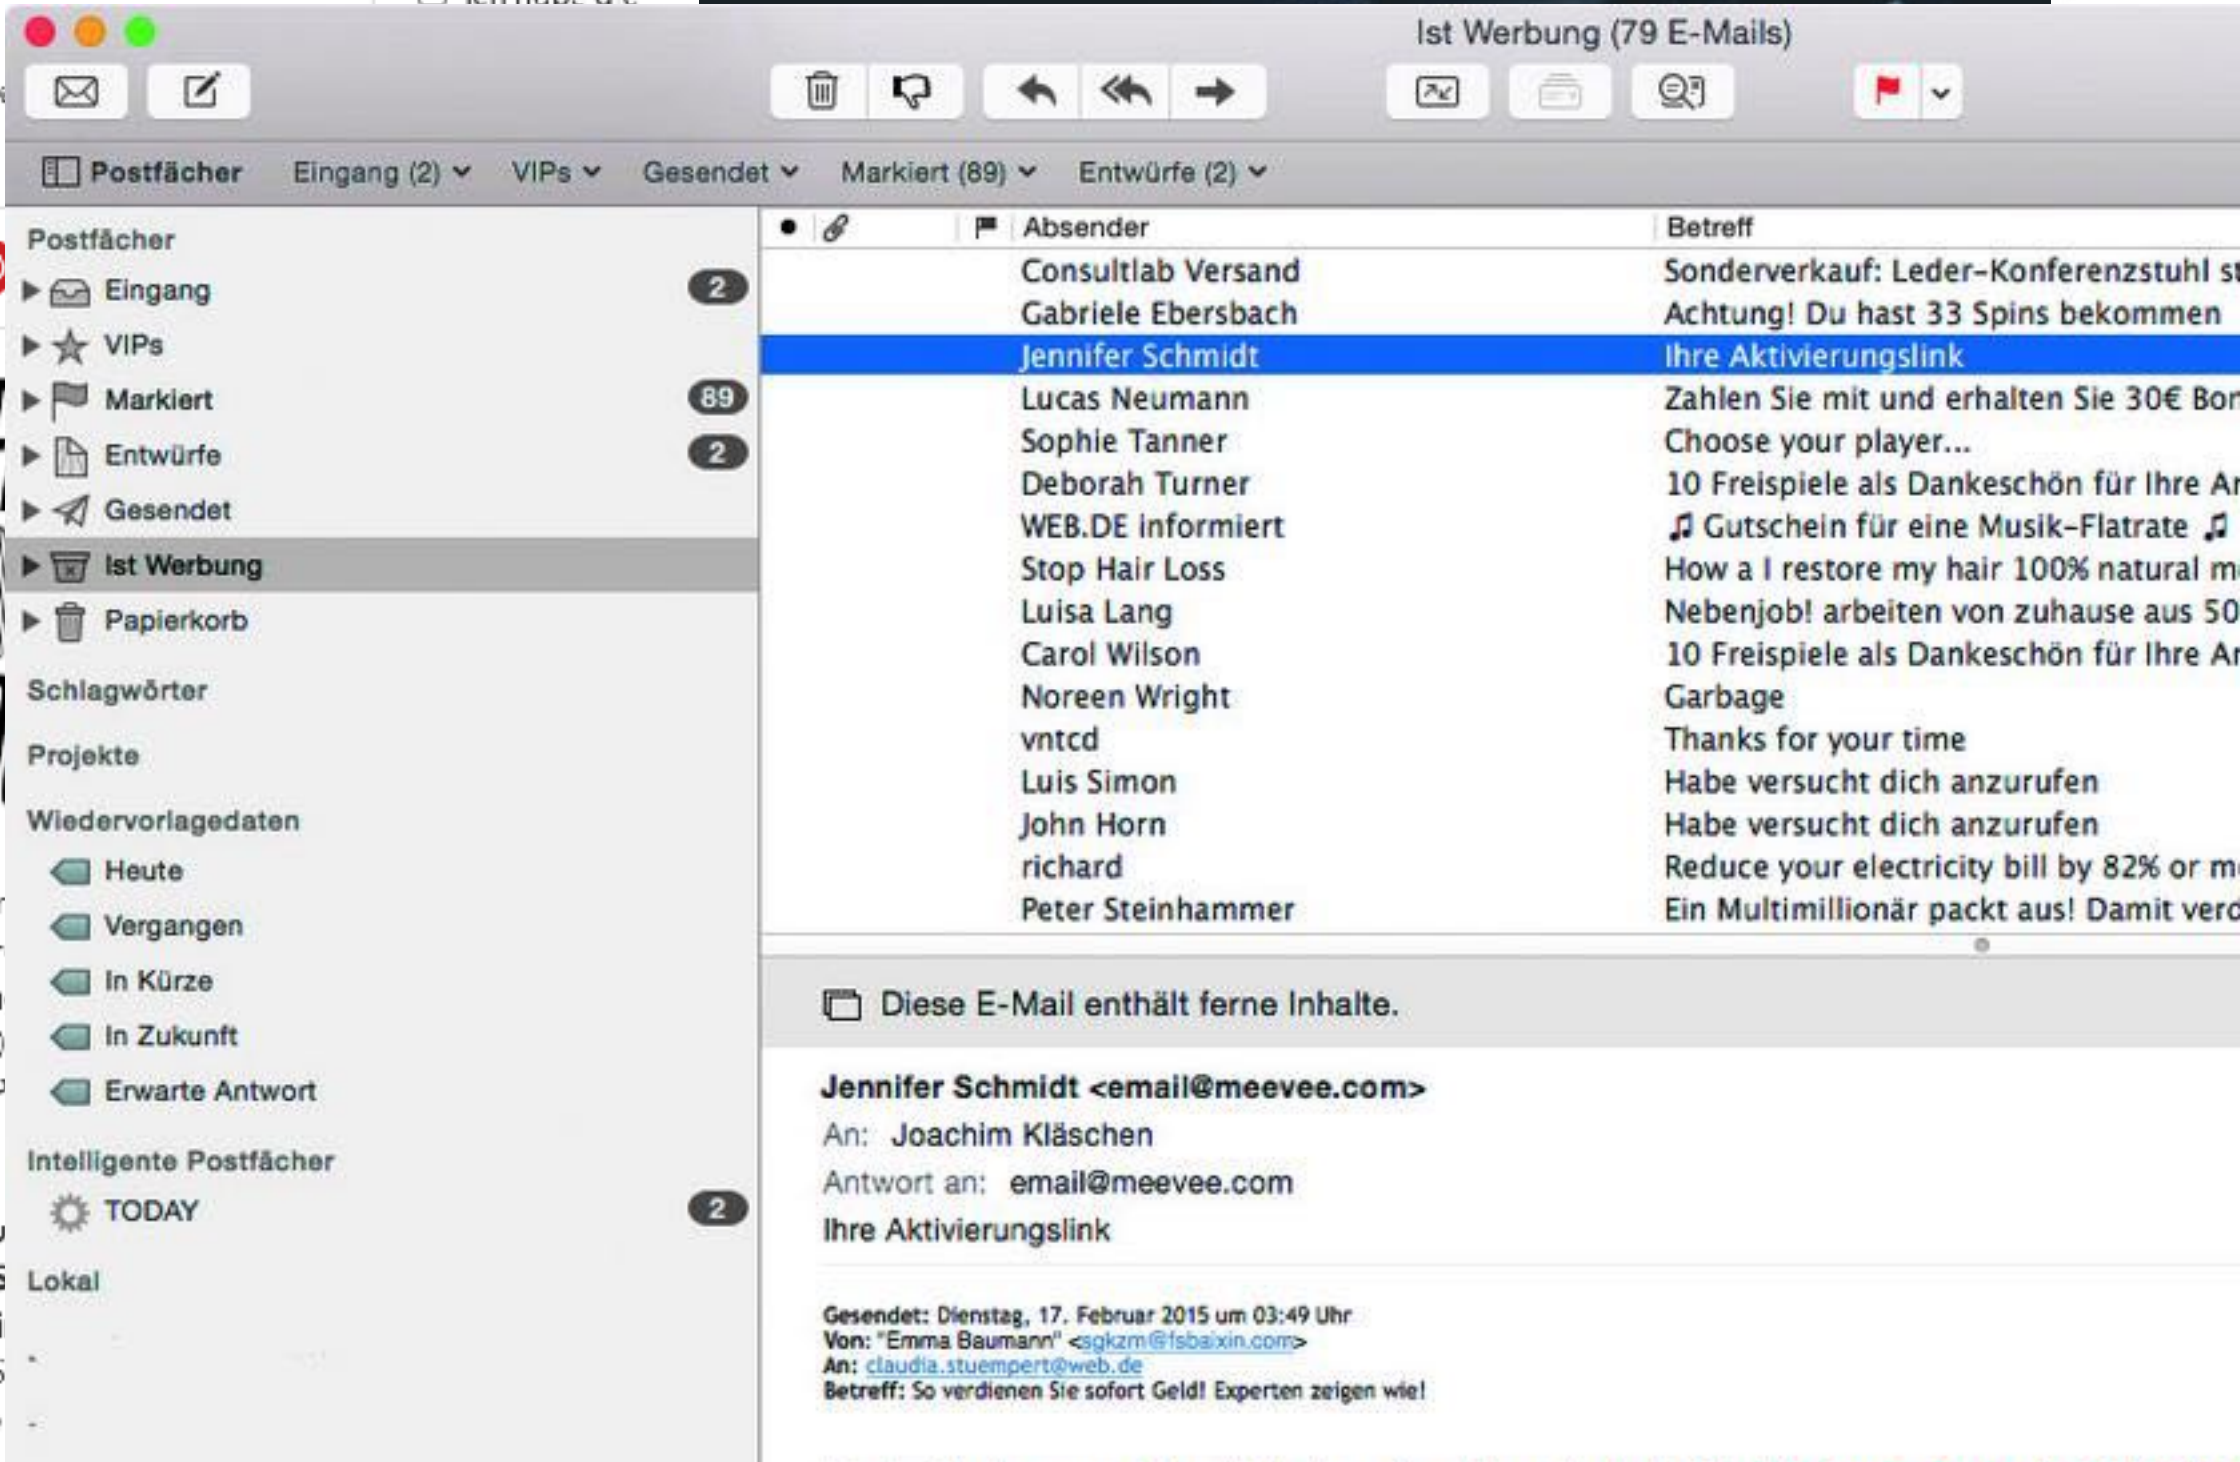 Ist Werbung (79 E-Mails)
Postfächer Eingang (2) VIPs Gesendet Markiert (89) Entwürfe (2)
Postfächer
Eingang 2
VIPs
Markiert 89
Entwürfe 2
Gesendet
Ist Werbung
Papierkorb
Schlagwörter
Projekte
Wiedervorlagedaten
Heute
Vergangen
In Kürze
In Zukunft
Erwarte Antwort
Intelligente Postfächer
TODAY 2
Lokal
Absender Betreff
Consultlab Versand Sonderverkauf: Leder-Konferenzstuhl st
Gabriele Ebersbach Achtung! Du hast 33 Spins bekommen
Jennifer Schmidt Ihre Aktivierungslink
Lucas Neumann Zahlen Sie mit und erhalten Sie 30€ Bon
Sophie Tanner Choose your player...
Deborah Turner 10 Freispiele als Dankeschön für Ihre An
WEB.DE informiert ♫ Gutschein für eine Musik-Flatrate ♫
Stop Hair Loss How a I restore my hair 100% natural me
Luisa Lang Nebenjob! arbeiten von zuhause aus 50
Carol Wilson 10 Freispiele als Dankeschön für Ihre An
Noreen Wright Garbage
vntcd Thanks for your time
Luis Simon Habe versucht dich anzurufen
John Horn Habe versucht dich anzurufen
richard Reduce your electricity bill by 82% or mo
Peter Steinhammer Ein Multimillionär packt aus! Damit verd
Diese E-Mail enthält ferne Inhalte.
Jennifer Schmidt <email@meevee.com>
An: Joachim Kläschen
Antwort an: email@meevee.com
Ihre Aktivierungslink
Gesendet: Dienstag, 17. Februar 2015 um 03:49 Uhr
Von: "Emma Baumann" <sgkzm@fsbaixin.com>
An: claudia.stuempert@web.de
Betreff: So verdienen Sie sofort Geld! Experten zeigen wie!